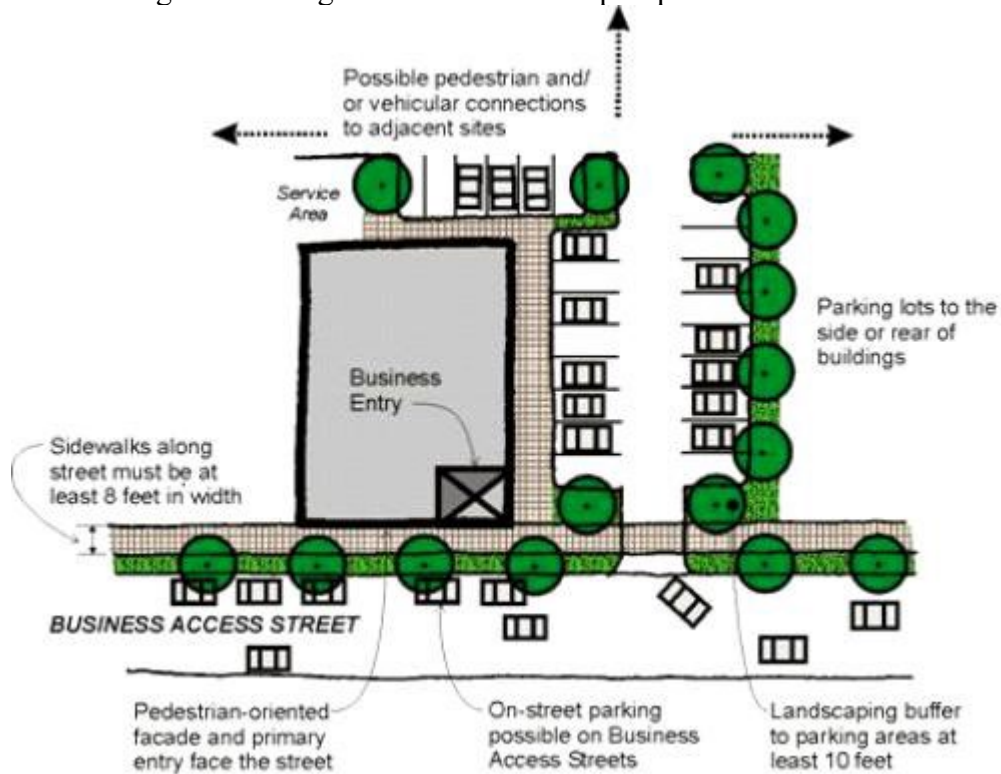 Possible pedestrian and/
or vehicular connections
to adjacent sites
Service
Area
Parking lots to the
side or rear of
buildings
Business
Entry
Sidewalks along
street must be at
least 8 feet in width
BUSINESS ACCESS STREET
Pedestrian-oriented
facade and primary
entry face the street
On-street parking
possible on Business
Access Streets
Landscaping buffer
to parking areas at
least 10 feet